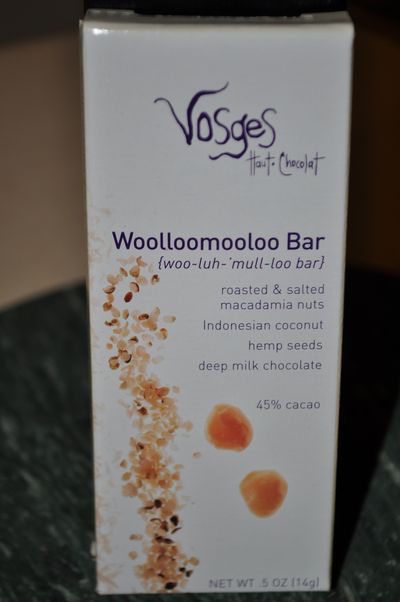 Vosges
Haut-Chocolat
Woolloomooloo Bar
{woo-luh-'mull-loo bar}
roasted & salted
macadamia nuts
Indonesian coconut
hemp seeds
deep milk chocolate
45% cacao
NET WT .5 OZ (14g)